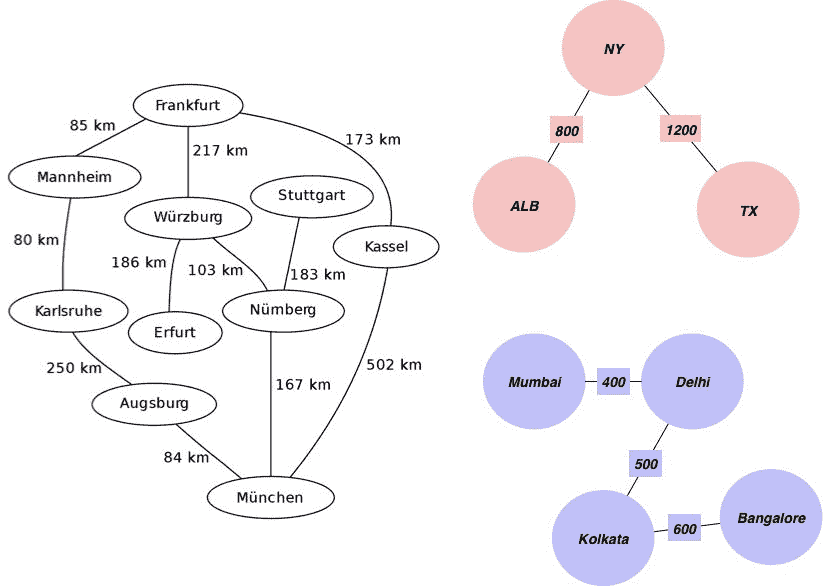 Frankfurt
85 km
217 km
173 km
Mannheim
Stuttgart
Würzburg
Kassel
80 km
186 km
103 km
183 km
Karlsruhe
Erfurt
Nürnberg
250 km
502 km
167 km
Augsburg
84 km
München
NY
800
1200
ALB
TX
Mumbai
400
Delhi
500
Kolkata
600
Bangalore